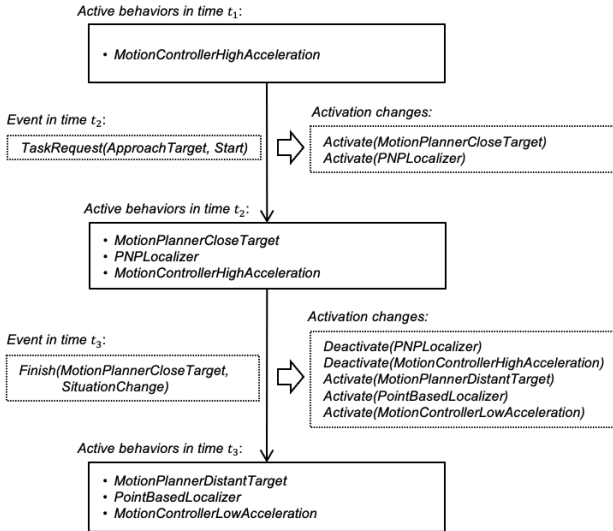 Active behaviors in time t₁:
• MotionControllerHighAcceleration
Event in time t₂:
TaskRequest(ApproachTarget, Start)
Activation changes:
Activate(MotionPlannerCloseTarget)
Activate(PNPLocalizer)
Active behaviors in time t₂:
• MotionPlannerCloseTarget
• PNPLocalizer
• MotionControllerHighAcceleration
Event in time t₃:
Finish(MotionPlannerCloseTarget,
SituationChange)
Activation changes:
Deactivate(PNPLocalizer)
Deactivate(MotionControllerHighAcceleration)
Activate(MotionPlannerDistantTarget)
Activate(PointBasedLocalizer)
Activate(MotionControllerLowAcceleration)
Active behaviors in time t₃:
• MotionPlannerDistantTarget
• PointBasedLocalizer
• MotionControllerLowAcceleration